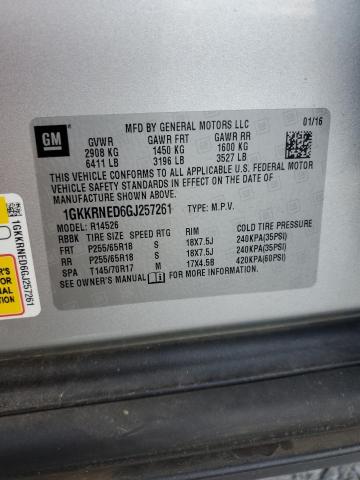 GM
MFD BY GENERAL MOTORS LLC 01/16
GVWR GAWR FRT GAWR RR
2908 KG 1450 KG 1600 KG
6411 LB 3196 LB 3527 LB
THIS VEHICLE CONFORMS TO ALL APPLICABLE U.S. FEDERAL MOTOR
VEHICLE SAFETY STANDARDS IN EFFECT ON THE DATE OF
MANUFACTURE SHOWN ABOVE.
1GKKRNED6GJ257261 TYPE: M.P.V.
MODEL: R14526
RBBK TIRE SIZE SPEED RTG RIM COLD TIRE PRESSURE
FRT P255/65R18 S 18X7.5J 240KPA(35PSI)
RR P255/65R18 S 18X7.5J 240KPA(35PSI)
SPA T145/70R17 M 17X4.5B 420KPA(60PSI)
SEE OWNER'S MANUAL FOR ADDITIONAL INFORMATION.
1GKKRNED6GJ257261